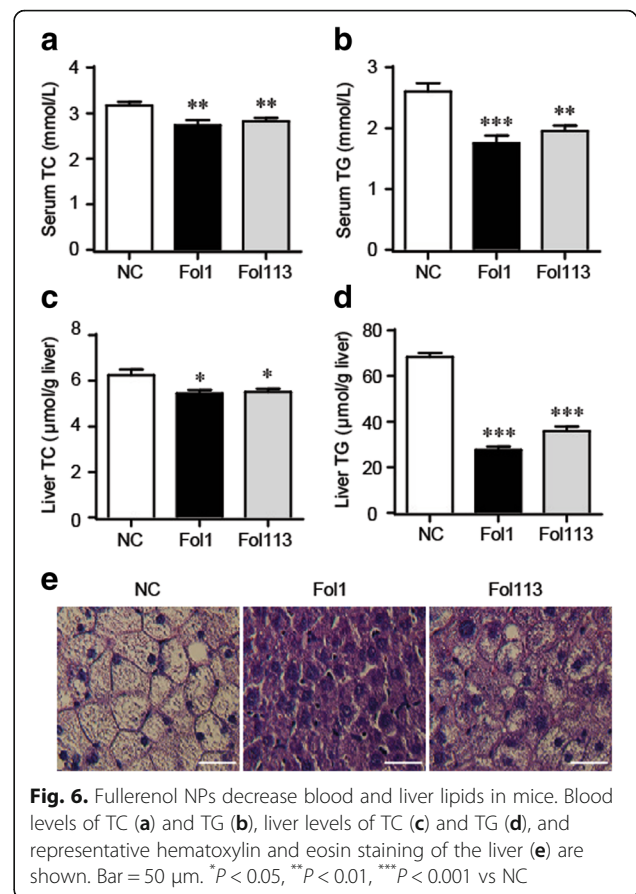 a
b
Serum TC (mmol/L)
4
3
2
1
0
**
**
NC
Fol1
Fol113
Serum TG (mmol/L)
3
2
1
0
***
**
NC
Fol1
Fol113
c
d
Liver TC (μmol/g liver)
8
6
4
2
0
*
*
NC
Fol1
Fol113
Liver TG (μmol/g liver)
80
60
40
20
0
***
***
NC
Fol1
Fol113
e
NC
Fol1
Fol113
Fig. 6. Fullerenol NPs decrease blood and liver lipids in mice. Blood
levels of TC (a) and TG (b), liver levels of TC (c) and TG (d), and
representative hematoxylin and eosin staining of the liver (e) are
shown. Bar = 50 μm. *P < 0.05, **P < 0.01, ***P < 0.001 vs NC